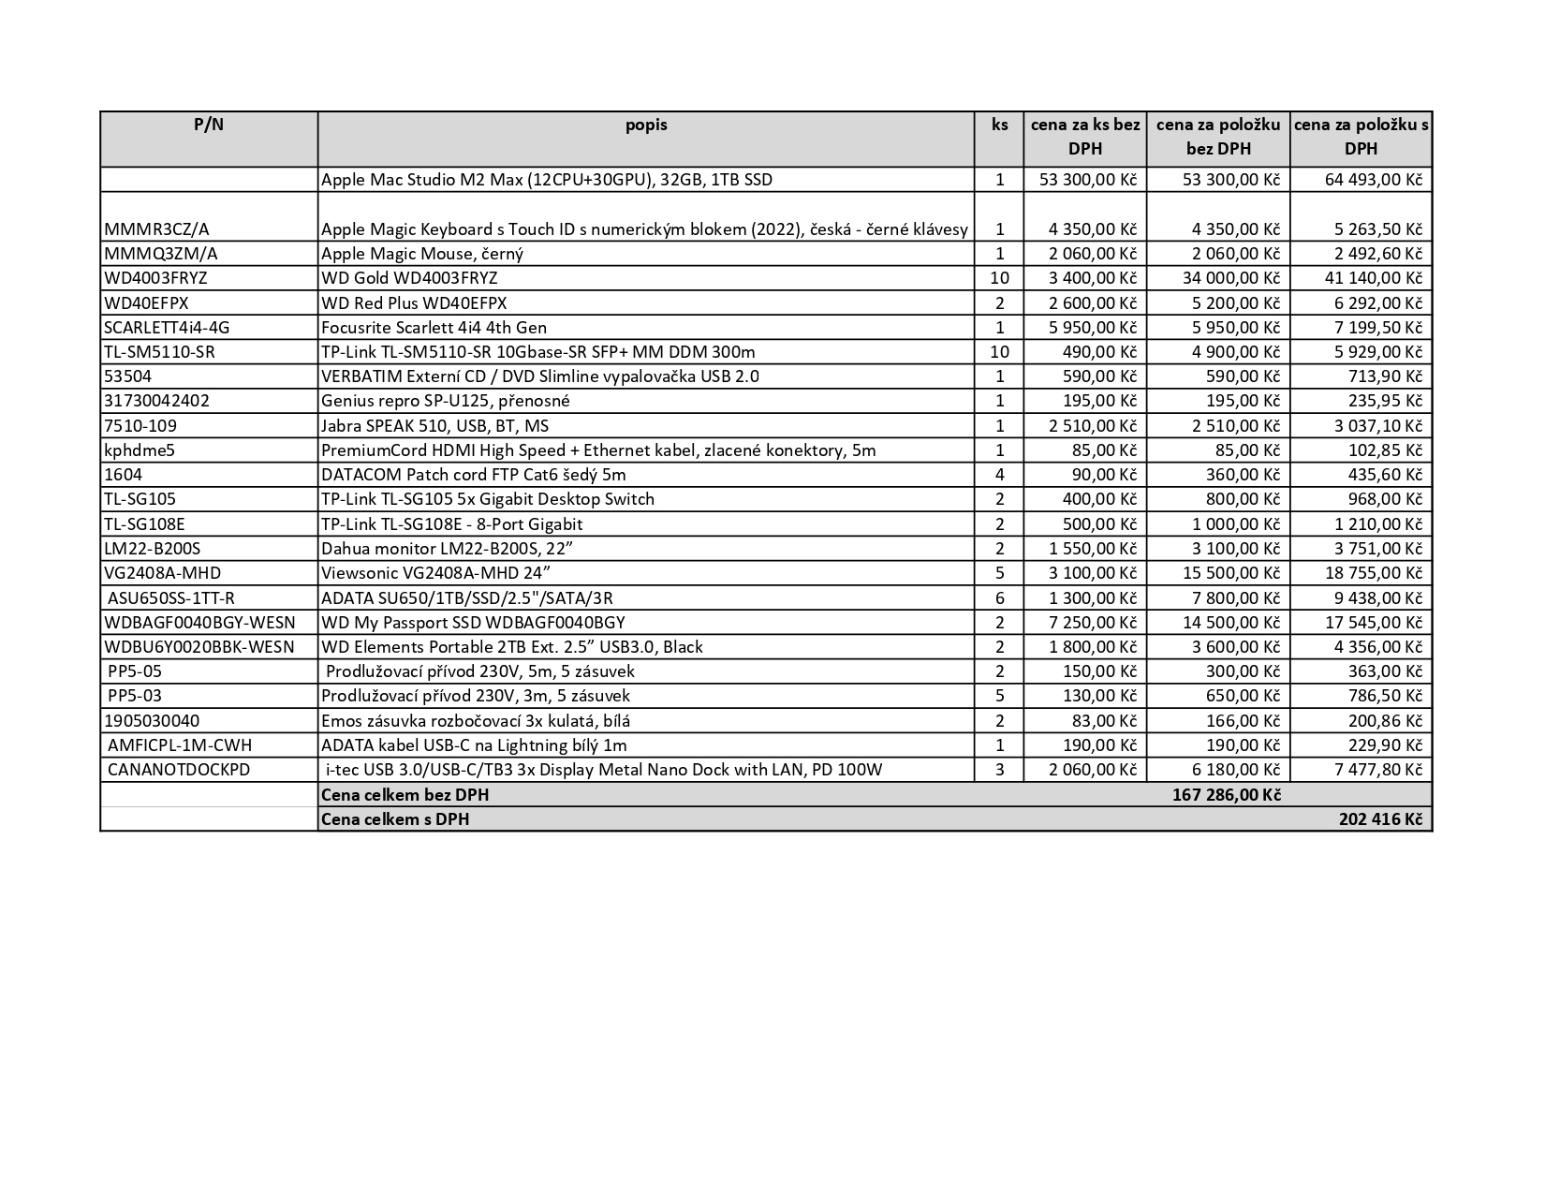 P/N popis ks cena za ks bez DPH cena za položku bez DPH cena za položku s DPH
Apple Mac Studio M2 Max (12CPU+30GPU), 32GB, 1TB SSD 1 53 300,00 Kč 53 300,00 Kč 64 493,00 Kč
MMMR3CZ/A Apple Magic Keyboard s Touch ID s numerickým blokem (2022), česká - černé klávesy 1 4 350,00 Kč 4 350,00 Kč 5 263,50 Kč
MMMQ3ZM/A Apple Magic Mouse, černý 1 2 060,00 Kč 2 060,00 Kč 2 492,60 Kč
WD4003FRYZ WD Gold WD4003FRYZ 10 3 400,00 Kč 34 000,00 Kč 41 140,00 Kč
WD40EFPX WD Red Plus WD40EFPX 2 2 600,00 Kč 5 200,00 Kč 6 292,00 Kč
SCARLETT4i4-4G Focusrite Scarlett 4i4 4th Gen 1 5 950,00 Kč 5 950,00 Kč 7 199,50 Kč
TL-SM5110-SR TP-Link TL-SM5110-SR 10Gbase-SR SFP+ MM DDM 300m 10 490,00 Kč 4 900,00 Kč 5 929,00 Kč
53504 VERBATIM Externí CD / DVD Slimline vypalovačka USB 2.0 1 590,00 Kč 590,00 Kč 713,90 Kč
31730042402 Genius repro SP-U125, přenosné 1 195,00 Kč 195,00 Kč 235,95 Kč
7510-109 Jabra SPEAK 510, USB, BT, MS 1 2 510,00 Kč 2 510,00 Kč 3 037,10 Kč
kphdme5 PremiumCord HDMI High Speed + Ethernet kabel, zlacené konektory, 5m 1 85,00 Kč 85,00 Kč 102,85 Kč
1604 DATACOM Patch cord FTP Cat6 šedý 5m 4 90,00 Kč 360,00 Kč 435,60 Kč
TL-SG105 TP-Link TL-SG105 5x Gigabit Desktop Switch 2 400,00 Kč 800,00 Kč 968,00 Kč
TL-SG108E TP-Link TL-SG108E - 8-Port Gigabit 2 500,00 Kč 1 000,00 Kč 1 210,00 Kč
LM22-B200S Dahua monitor LM22-B200S, 22” 2 1 550,00 Kč 3 100,00 Kč 3 751,00 Kč
VG2408A-MHD Viewsonic VG2408A-MHD 24” 5 3 100,00 Kč 15 500,00 Kč 18 755,00 Kč
ASU650SS-1TT-R ADATA SU650/1TB/SSD/2.5"/SATA/3R 6 1 300,00 Kč 7 800,00 Kč 9 438,00 Kč
WDBAGF0040BGY-WESN WD My Passport SSD WDBAGF0040BGY 2 7 250,00 Kč 14 500,00 Kč 17 545,00 Kč
WDBU6Y0020BBK-WESN WD Elements Portable 2TB Ext. 2.5” USB3.0, Black 2 1 800,00 Kč 3 600,00 Kč 4 356,00 Kč
PP5-05 Prodlužovací přívod 230V, 5m, 5 zásuvek 2 150,00 Kč 300,00 Kč 363,00 Kč
PP5-03 Prodlužovací přívod 230V, 3m, 5 zásuvek 5 130,00 Kč 650,00 Kč 786,50 Kč
1905030040 Emos zásuvka rozbočovací 3x kulatá, bílá 2 83,00 Kč 166,00 Kč 200,86 Kč
AMFICPL-1M-CWH ADATA kabel USB-C na Lightning bílý 1m 1 190,00 Kč 190,00 Kč 229,90 Kč
CANANOTDOCKPD i-tec USB 3.0/USB-C/TB3 3x Display Metal Nano Dock with LAN, PD 100W 3 2 060,00 Kč 6 180,00 Kč 7 477,80 Kč
Cena celkem bez DPH 167 286,00 Kč
Cena celkem s DPH 202 416 Kč